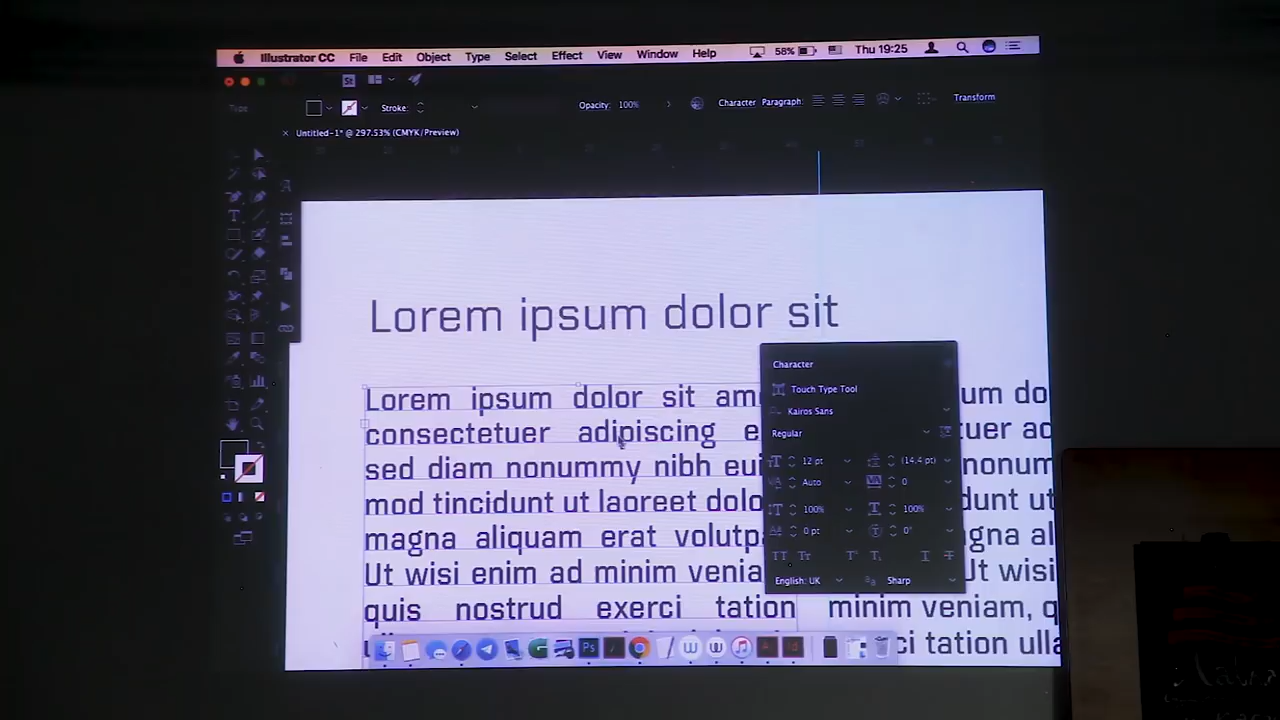 Illustrator CC File Edit Object Type Select Effect View Window Help 58% Thu 19:25
St
Type Stroke: Opacity: 100% Character Paragraph: Transform
Untitled-1* @ 297.53% (CMYK/Preview)
Lorem ipsum dolor sit
Character
Touch Type Tool
Kairos Sans
Regular
12 pt (14,4 pt)
Auto 0
100% 100%
0 pt 0°
English: UK Sharp
Lorem ipsum dolor sit am
consectetuer adipiscing e
sed diam nonummy nibh eui
mod tincidunt ut laoreet dolo
magna aliquam erat volutp
Ut wisi enim ad minim venia
quis nostrud exerci tation
um do
tuer ad
nonum
dunt ut
gna al
Ut wisi
minim veniam, q
ci tation ulla
Ps